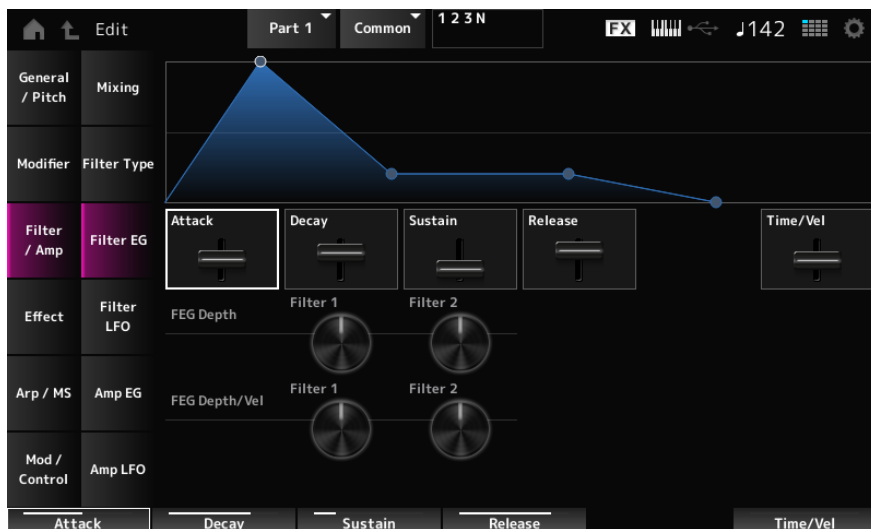 Edit
Part 1
Common
1 2 3 N
FX
♩142
General
/ Pitch
Mixing
Modifier
Filter Type
Filter
/ Amp
Filter EG
Effect
Filter
LFO
Arp / MS
Amp EG
Mod /
Control
Amp LFO
Attack
Decay
Sustain
Release
Time/Vel
FEG Depth
Filter 1
Filter 2
FEG Depth/Vel
Filter 1
Filter 2
Attack
Decay
Sustain
Release
Time/Vel